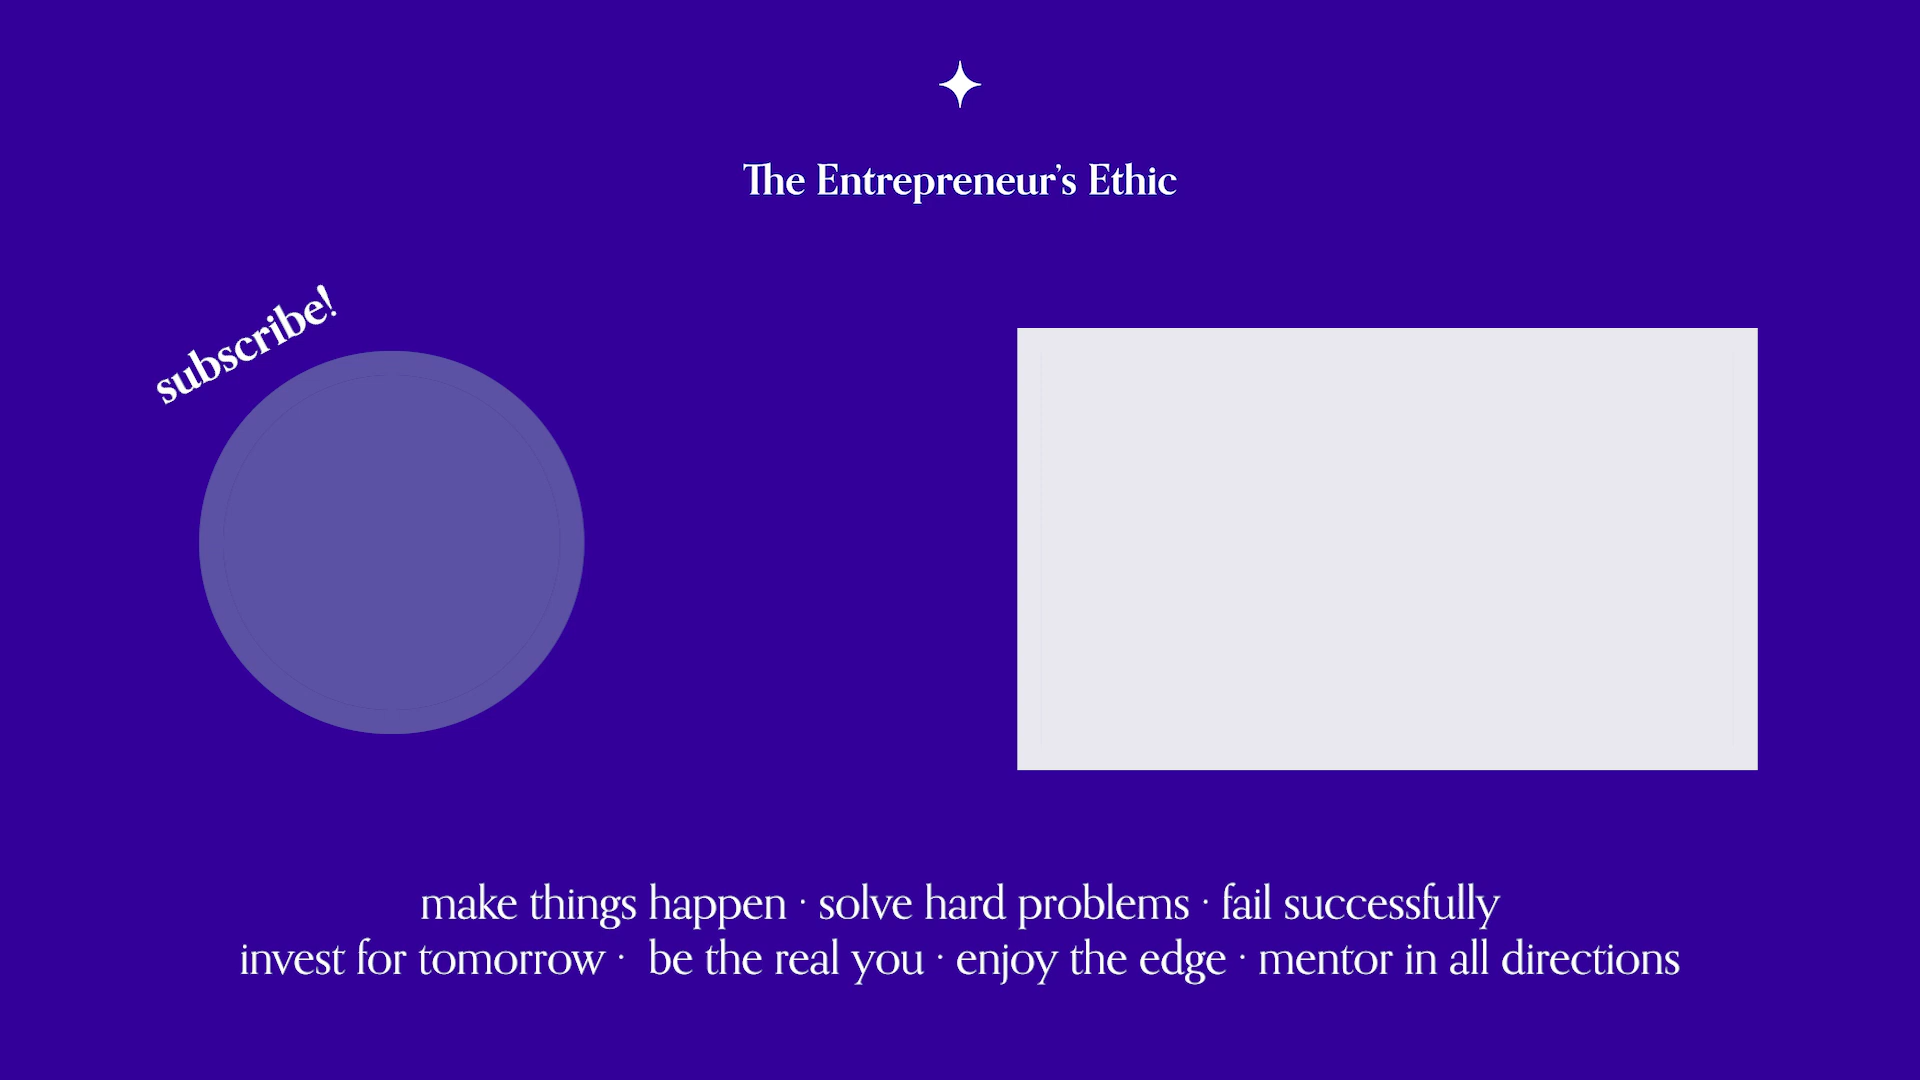 The Entrepreneur’s Ethic
subscribe!
make things happen · solve hard problems · fail successfully
invest for tomorrow ·  be the real you · enjoy the edge · mentor in all directions